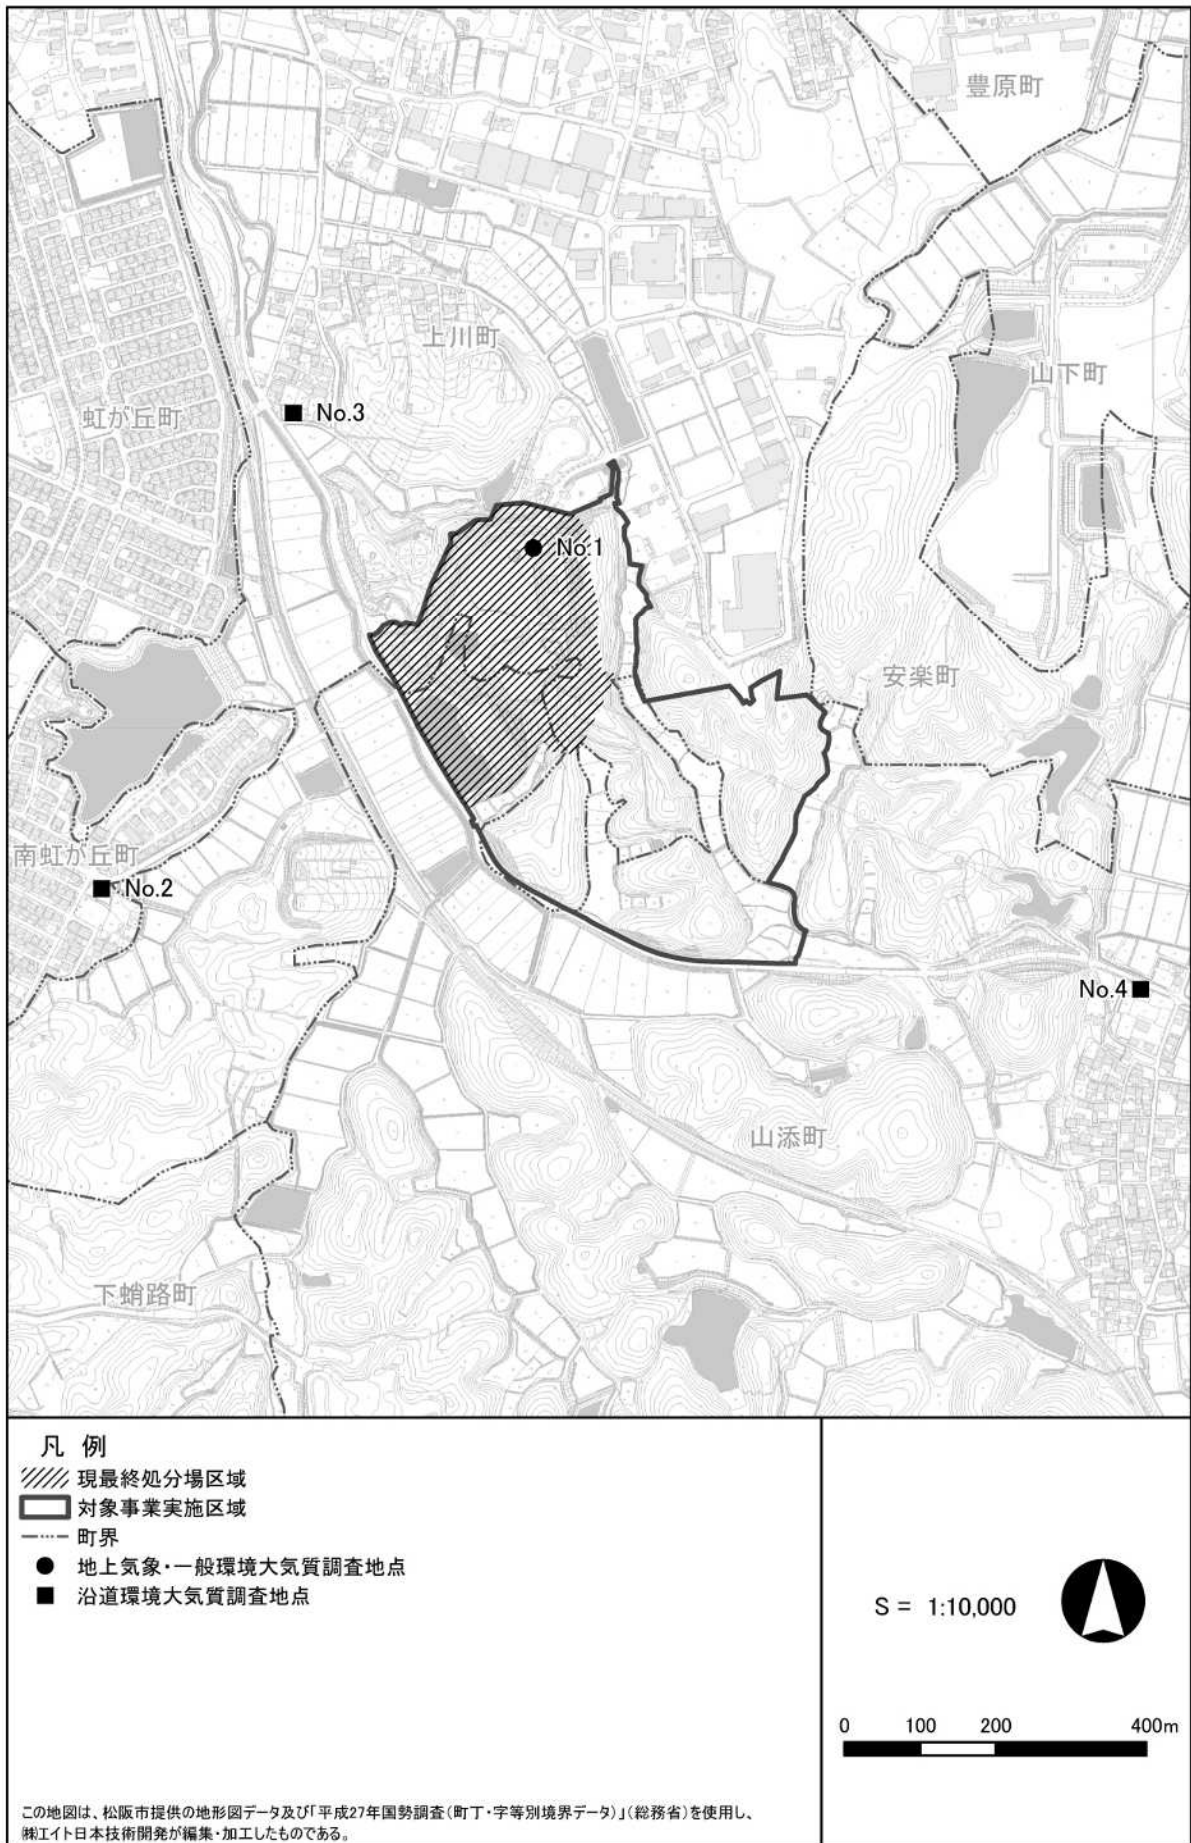 豊原町
上川町
山下町
虹が丘町
No.3
No.1
安楽町
南虹が丘町
No.2
No.4
山添町
下蛸路町
凡 例
現最終処分場区域
対象事業実施区域
町界
地上気象・一般環境大気質調査地点
沿道環境大気質調査地点
S = 1:10,000
0 100 200 400m
この地図は、松阪市提供の地形図データ及び「平成27年国勢調査(町丁・字等別境界データ)」(総務省)を使用し、
㈱エイト日本技術開発が編集・加工したものである。